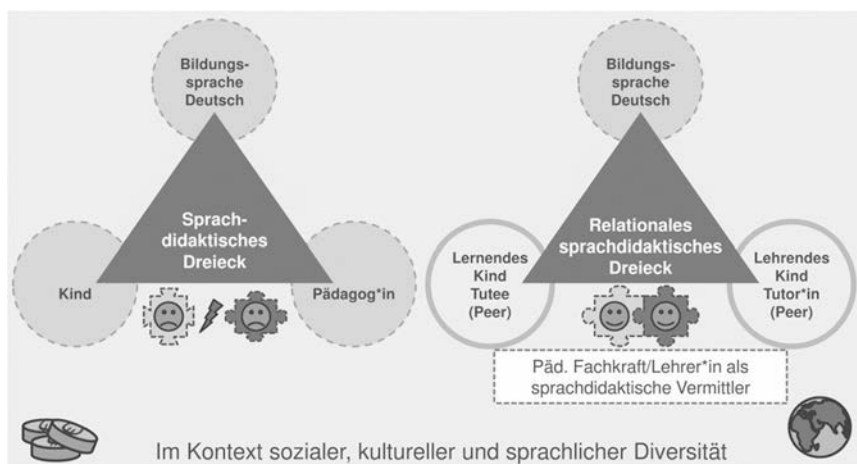 Bildungs-
sprache
Deutsch
Sprach-
didaktisches
Dreieck
Kind
Pädagog*in
Bildungs-
sprache
Deutsch
Relationales
sprachdidaktisches
Dreieck
Lernendes
Kind
Tutee
(Peer)
Lehrendes
Kind
Tutor*in
(Peer)
Päd. Fachkraft/Lehrer*in als
sprachdidaktische Vermittler
Im Kontext sozialer, kultureller und sprachlicher Diversität